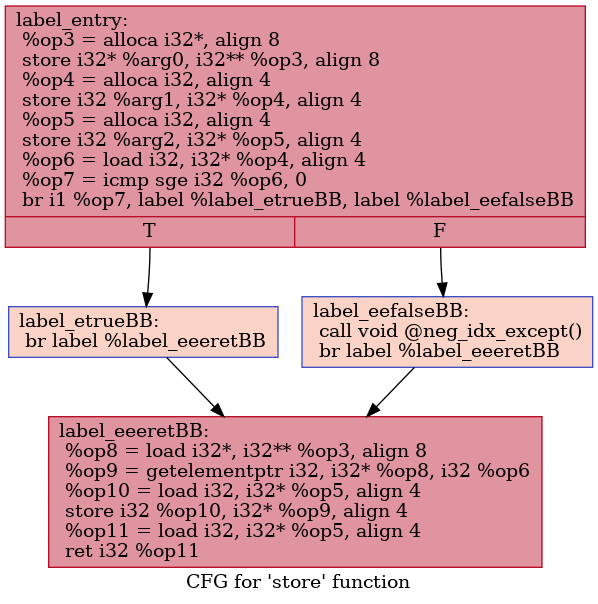 label_entry:
%op3 = alloca i32*, align 8
store i32* %arg0, i32** %op3, align 8
%op4 = alloca i32, align 4
store i32 %arg1, i32* %op4, align 4
%op5 = alloca i32, align 4
store i32 %arg2, i32* %op5, align 4
%op6 = load i32, i32* %op4, align 4
%op7 = icmp sge i32 %op6, 0
br i1 %op7, label %label_etrueBB, label %label_eefalseBB
T
F
label_etrueBB:
br label %label_eeeretBB
label_eefalseBB:
call void @neg_idx_except()
br label %label_eeeretBB
label_eeeretBB:
%op8 = load i32*, i32** %op3, align 8
%op9 = getelementptr i32, i32* %op8, i32 %op6
%op10 = load i32, i32* %op5, align 4
store i32 %op10, i32* %op9, align 4
%op11 = load i32, i32* %op5, align 4
ret i32 %op11
CFG for 'store' function